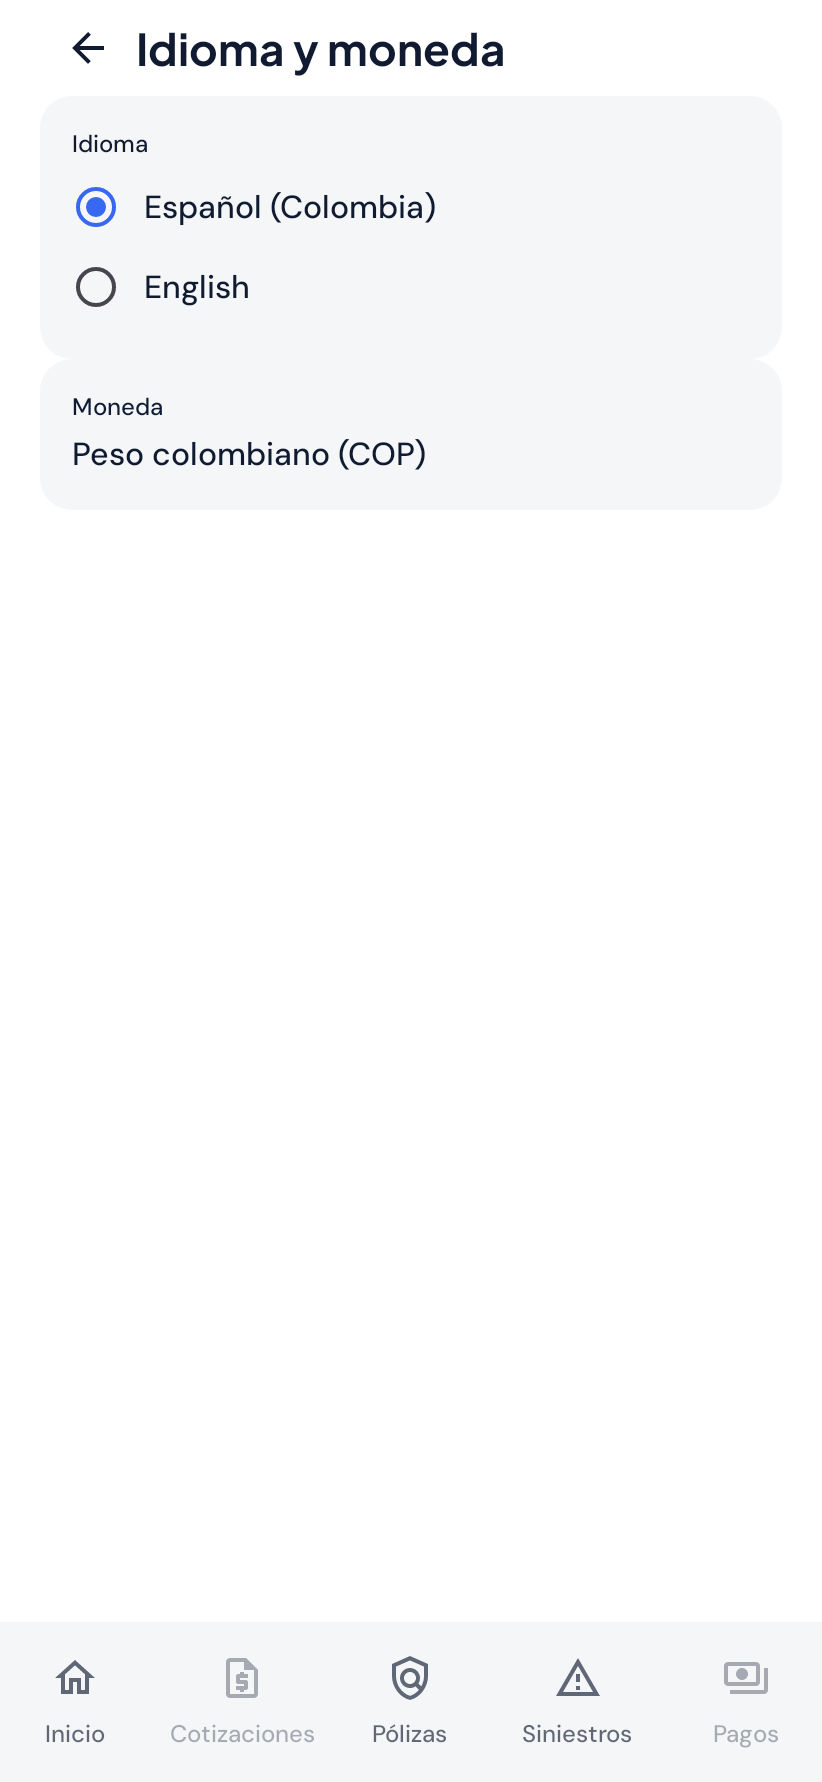 Idioma y moneda
Idioma
Español (Colombia)
English
Moneda
Peso colombiano (COP)
Inicio
Cotizaciones
Pólizas
Siniestros
Pagos